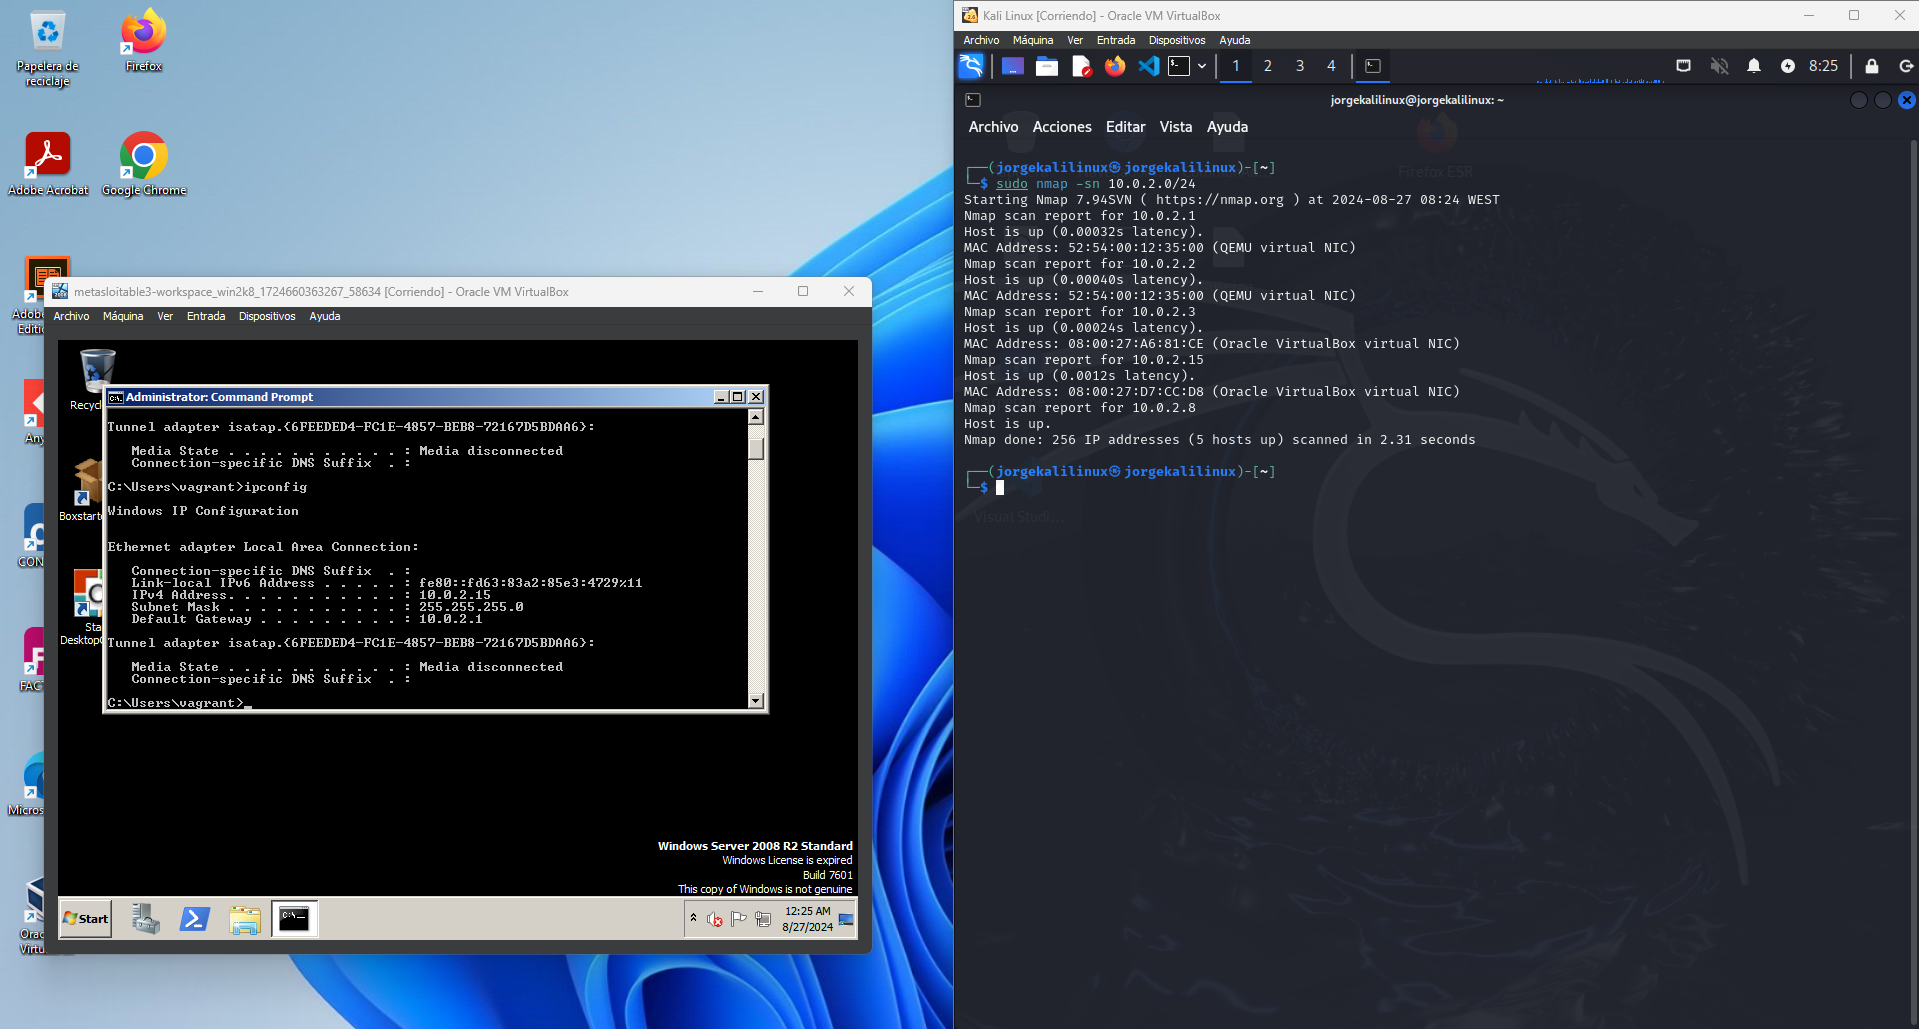 Papelera de
reciclaje
Firefox
Adobe Acrobat
Google Chrome
Adobe
Editi
Any
CON
FAC
Micros
Orac
Virtu
metasloitable3-workspace_win2k8_1724660363267_58634 [Corriendo] - Oracle VM VirtualBox
Archivo Máquina Ver Entrada Dispositivos Ayuda
Recyc
Boxstarte
Sta
Desktop
Administrator: Command Prompt
Tunnel adapter isatap.{6FEEDED4-FC1E-4857-BEB8-72167D5BDAA6}:
Media State . . . . . . . . . . . : Media disconnected
Connection-specific DNS Suffix  . :
C:\Users\vagrant>ipconfig
Windows IP Configuration
Ethernet adapter Local Area Connection:
Connection-specific DNS Suffix  . :
Link-local IPv6 Address . . . . . : fe80::fd63:83a2:85e3:4729%11
IPv4 Address. . . . . . . . . . . : 10.0.2.15
Subnet Mask . . . . . . . . . . . : 255.255.255.0
Default Gateway . . . . . . . . . : 10.0.2.1
Tunnel adapter isatap.{6FEEDED4-FC1E-4857-BEB8-72167D5BDAA6}:
Media State . . . . . . . . . . . : Media disconnected
Connection-specific DNS Suffix  . :
C:\Users\vagrant>_
Windows Server 2008 R2 Standard
Windows License is expired
Build 7601
This copy of Windows is not genuine
Start
12:25 AM
8/27/2024
Kali Linux [Corriendo] - Oracle VM VirtualBox
Archivo Máquina Ver Entrada Dispositivos Ayuda
1 2 3 4 8:25
jorgekalilinux@jorgekalilinux: ~
Archivo Acciones Editar Vista Ayuda
Firefox ESR
┌──(jorgekalilinux㉿jorgekalilinux)-[~]
└─$ sudo nmap -sn 10.0.2.0/24
Starting Nmap 7.94SVN ( https://nmap.org ) at 2024-08-27 08:24 WEST
Nmap scan report for 10.0.2.1
Host is up (0.00032s latency).
MAC Address: 52:54:00:12:35:00 (QEMU virtual NIC)
Nmap scan report for 10.0.2.2
Host is up (0.00040s latency).
MAC Address: 52:54:00:12:35:00 (QEMU virtual NIC)
Nmap scan report for 10.0.2.3
Host is up (0.00024s latency).
MAC Address: 08:00:27:A6:81:CE (Oracle VirtualBox virtual NIC)
Nmap scan report for 10.0.2.15
Host is up (0.0012s latency).
MAC Address: 08:00:27:D7:CC:D8 (Oracle VirtualBox virtual NIC)
Nmap scan report for 10.0.2.8
Host is up.
Nmap done: 256 IP addresses (5 hosts up) scanned in 2.31 seconds
┌──(jorgekalilinux㉿jorgekalilinux)-[~]
└─$
Visual Studi...